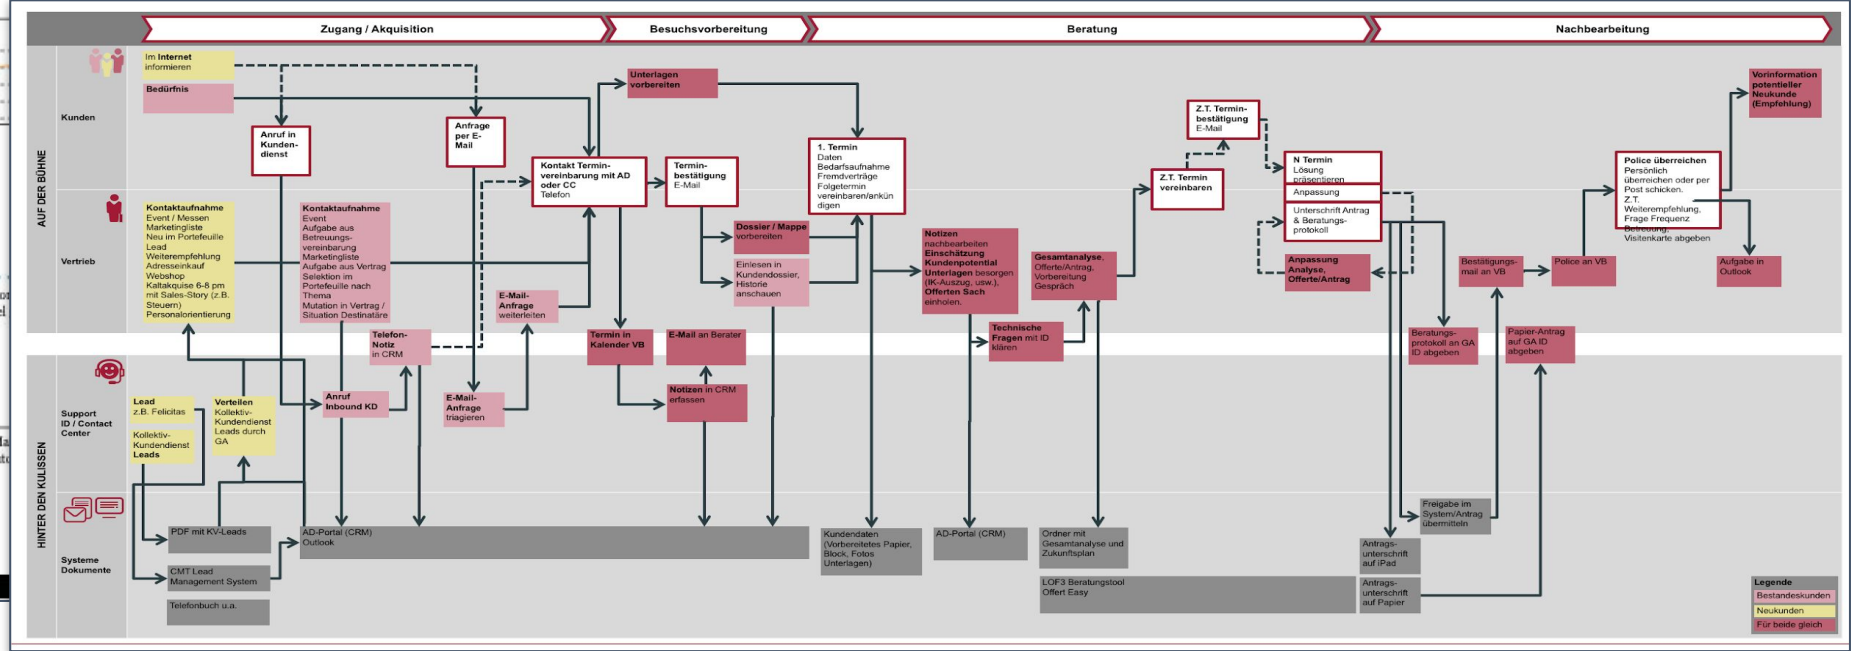 Zugang / Akquisition
Besuchsvorbereitung
Beratung
Nachbearbeitung
AUF DER BÜHNE
HINTER DEN KULISSEN
Kunden
Vertrieb
Support
ID / Contact
Center
Systeme
Dokumente
Im Internet
informieren
Bedürfnis
Anruf in
Kunden-
dienst
Anfrage
per E-
Mail
Kontakt Termin-
vereinbarung mit AD
oder CC
Telefon
Unterlagen
vorbereiten
Termin-
bestätigung
E-Mail
1. Termin
Daten
Bedarfsaufnahme
Fremdverträge
Folgetermin
vereinbaren/ankün
digen
Z.T. Termin-
bestätigung
E-Mail
Z.T. Termin
vereinbaren
N Termin
Lösung
präsentieren
Anpassung
Unterschrift Antrag
& Beratungs-
protokoll
Police überreichen
Persönlich
überreichen oder per
Post schicken.
Z.T.
Weiterempfehlung,
Frage Frequenz
Betreuung,
Visitenkarte abgeben
Vorinformation
potentieller
Neukunde
(Empfehlung)
Kontaktaufnahme
Event / Messen
Marketingliste
Neu im Portefeuille
Lead
Weiterempfehlung
Adresseinkauf
Webshop
Kaltakquise 6-8 pm
mit Sales-Story (z.B.
Steuern)
Personalorientierung
Kontaktaufnahme
Event
Aufgabe aus
Betreuungs-
vereinbarung
Marketingliste
Aufgabe aus Vertrag
Selektion im
Portefeuille nach
Thema
Mutation in Vertrag /
Situation Destinatäre
E-Mail-
Anfrage
weiterleiten
Dossier / Mappe
vorbereiten
Einlesen in
Kundendossier,
Historie
anschauen
Notizen
nachbearbeiten
Einschätzung
Kundenpotential
Unterlagen besorgen
(IK-Auszug, usw.),
Offerten Sach
einholen.
Gesamtanalyse,
Offerte/Antrag,
Vorbereitung
Gespräch
Anpassung
Analyse,
Offerte/Antrag
Bestätigungs-
mail an VB
Police an VB
Aufgabe in
Outlook
Telefon-
Notiz
in CRM
Termin in
Kalender VB
E-Mail an Berater
Technische
Fragen mit ID
klären
Beratungs-
protokoll an GA
ID abgeben
Papier-Antrag
auf GA ID
abgeben
Lead
z.B. Felicitas
Kollektiv-
Kundendienst
Leads
Verteilen
Kollektiv-
Kundendienst
Leads durch
GA
Anruf
Inbound KD
E-Mail-
Anfrage
triagieren
Notizen in CRM
erfassen
PDF mit KV-Leads
CMT Lead
Management System
Telefonbuch u.a.
AD-Portal (CRM)
Outlook
Kundendaten
(Vorbereitetes Papier,
Block, Fotos
Unterlagen)
AD-Portal (CRM)
Ordner mit
Gesamtanalyse und
Zukunftsplan
LOF3 Beratungstool
Offert Easy
Freigabe im
System/Antrag
übermitteln
Antrags-
unterschrift
auf iPad
Antrags-
unterschrift
auf Papier
Legende
Bestandeskunden
Neukunden
Für beide gleich